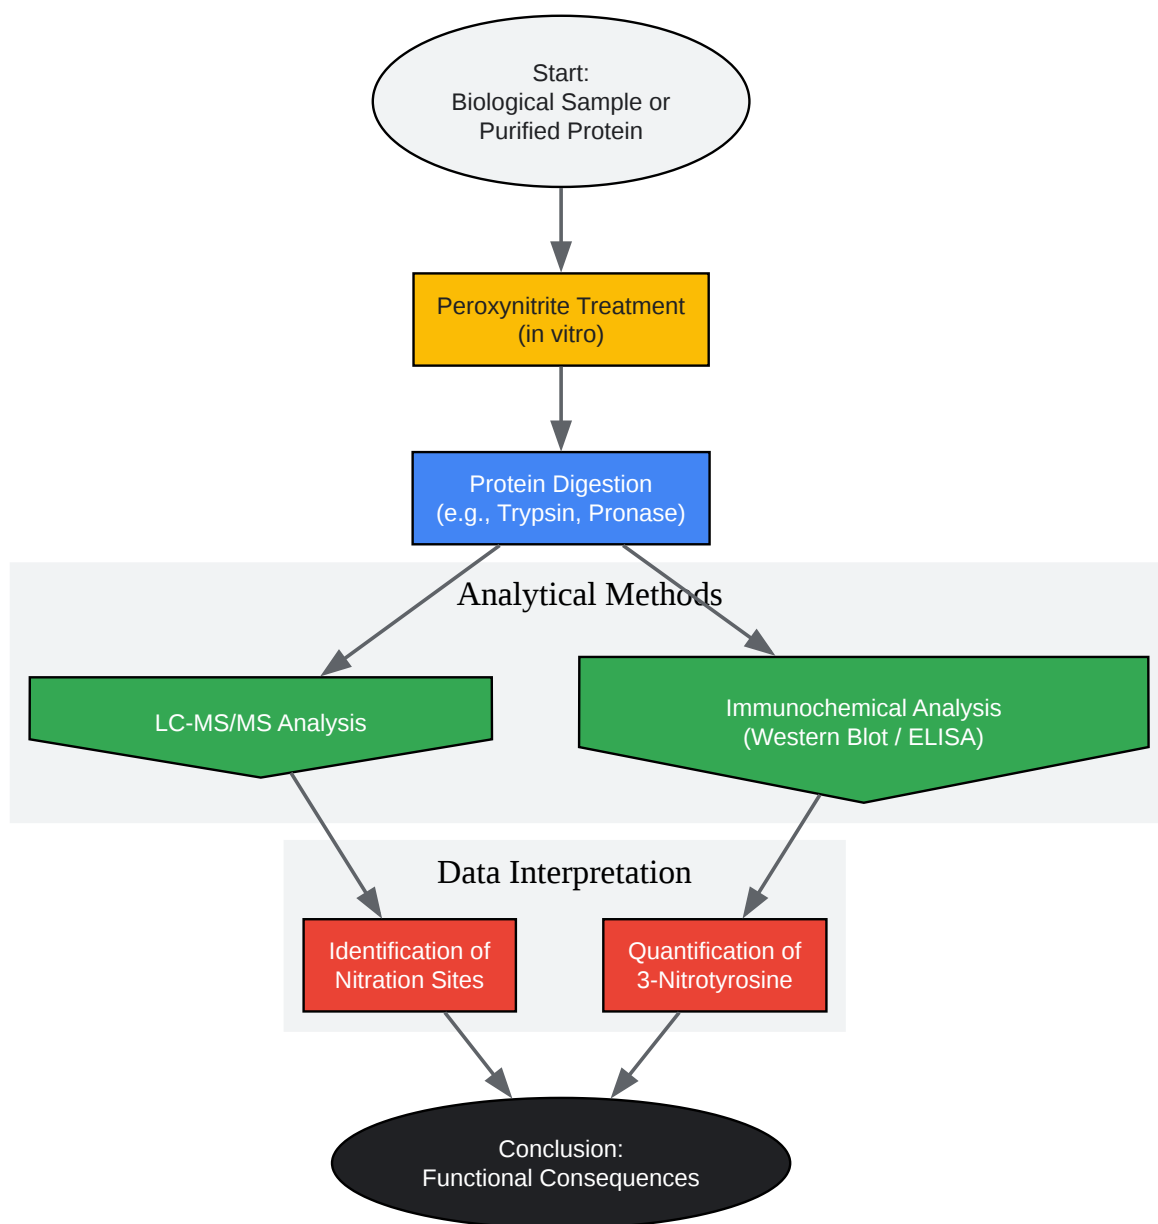 Start:
Biological Sample or
Purified Protein
Peroxynitrite Treatment
(in vitro)
Protein Digestion
(e.g., Trypsin, Pronase)
Analytical Methods
LC-MS/MS Analysis
Immunochemical Analysis
(Western Blot / ELISA)
Data Interpretation
Identification of
Nitration Sites
Quantification of
3-Nitrotyrosine
Conclusion:
Functional Consequences